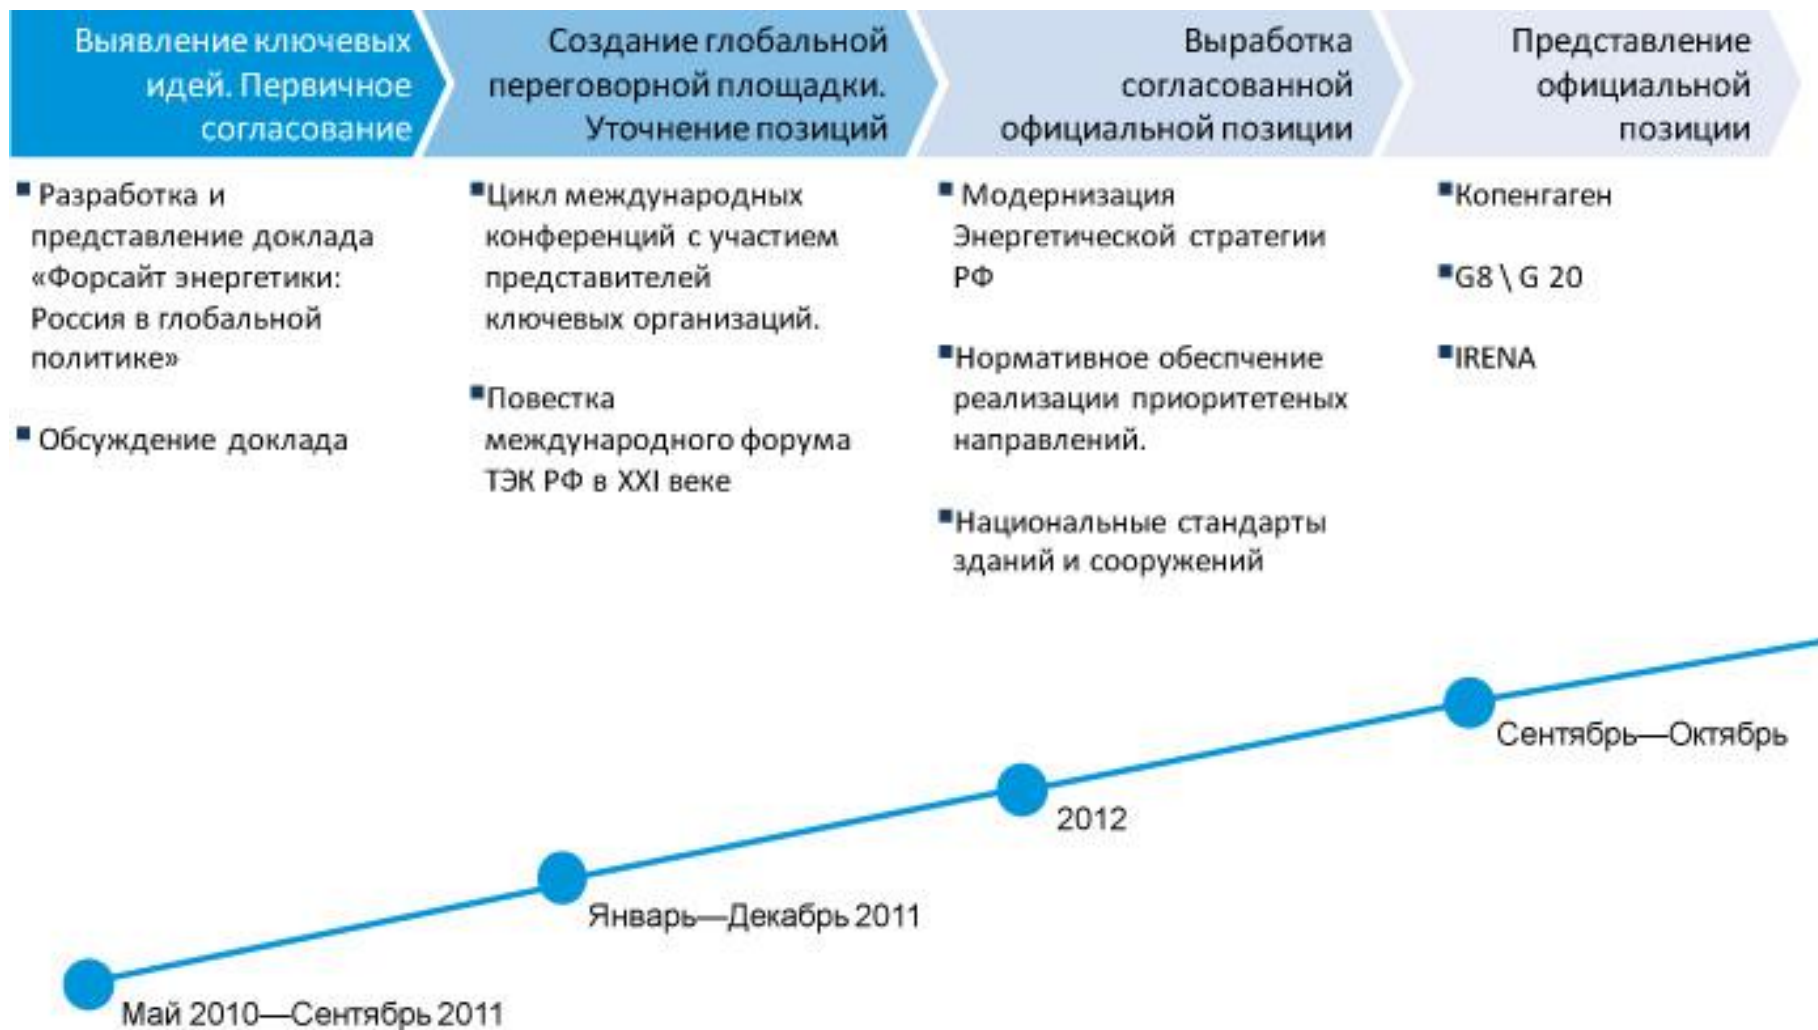 Выявление ключевых
идей. Первичное
согласование
Создание глобальной
переговорной площадки.
Уточнение позиций
Выработка
согласованной
официальной позиции
Представление
официальной
позиции
Разработка и
представление доклада
«Форсайт энергетики:
Россия в глобальной
политике»
Обсуждение доклада
Цикл международных
конференций с участием
представителей
ключевых организаций.
Повестка
международного форума
ТЭК РФ в XXI веке
Модернизация
Энергетической стратегии
РФ
Нормативное обеспчение
реализации приоритетеных
направлений.
Национальные стандарты
зданий и сооружений
Копенгаген
G8 \ G 20
IRENA
Сентябрь—Октябрь
2012
Январь—Декабрь 2011
Май 2010—Сентябрь 2011